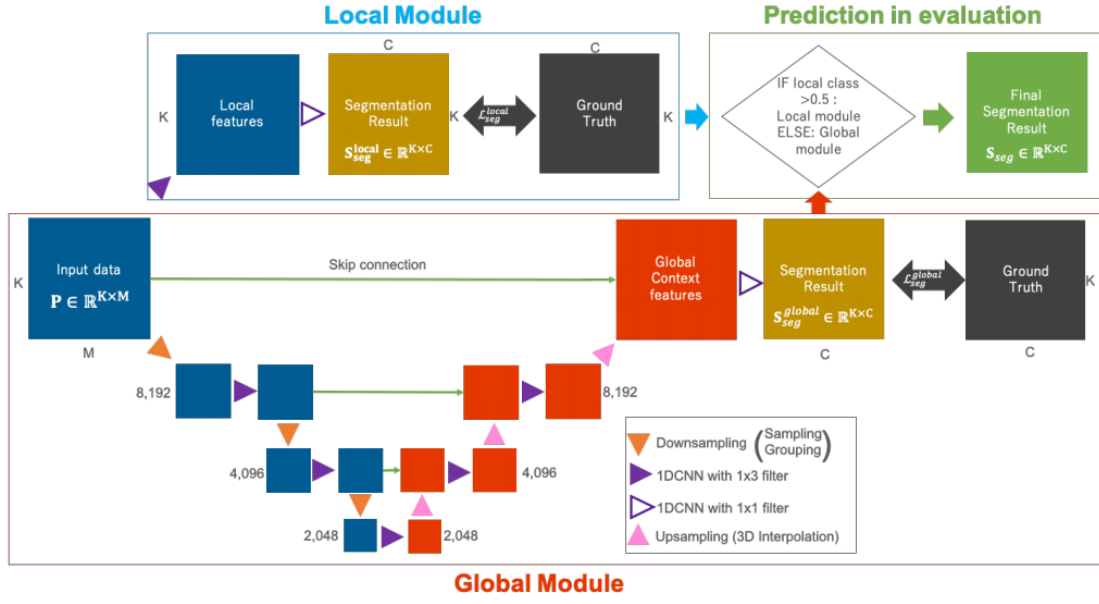 Local Module
Prediction in evaluation
C
C
K
Local
features
Segmentation
Result
S_seg^local ∈ ℝ^K×C
K
ℒ_seg^local
Ground
Truth
K
IF local class
>0.5 :
Local module
ELSE: Global
module
Final
Segmentation
Result
S_seg ∈ ℝ^K×C
K
Input data
P ∈ ℝ^K×M
M
Skip connection
Global
Context
features
Segmentation
Result
S_seg^global ∈ ℝ^K×C
C
ℒ_seg^global
Ground
Truth
K
C
8,192
8,192
4,096
4,096
2,048
2,048
Downsampling (Sampling
Grouping)
1DCNN with 1x3 filter
1DCNN with 1x1 filter
Upsampling (3D Interpolation)
Global Module